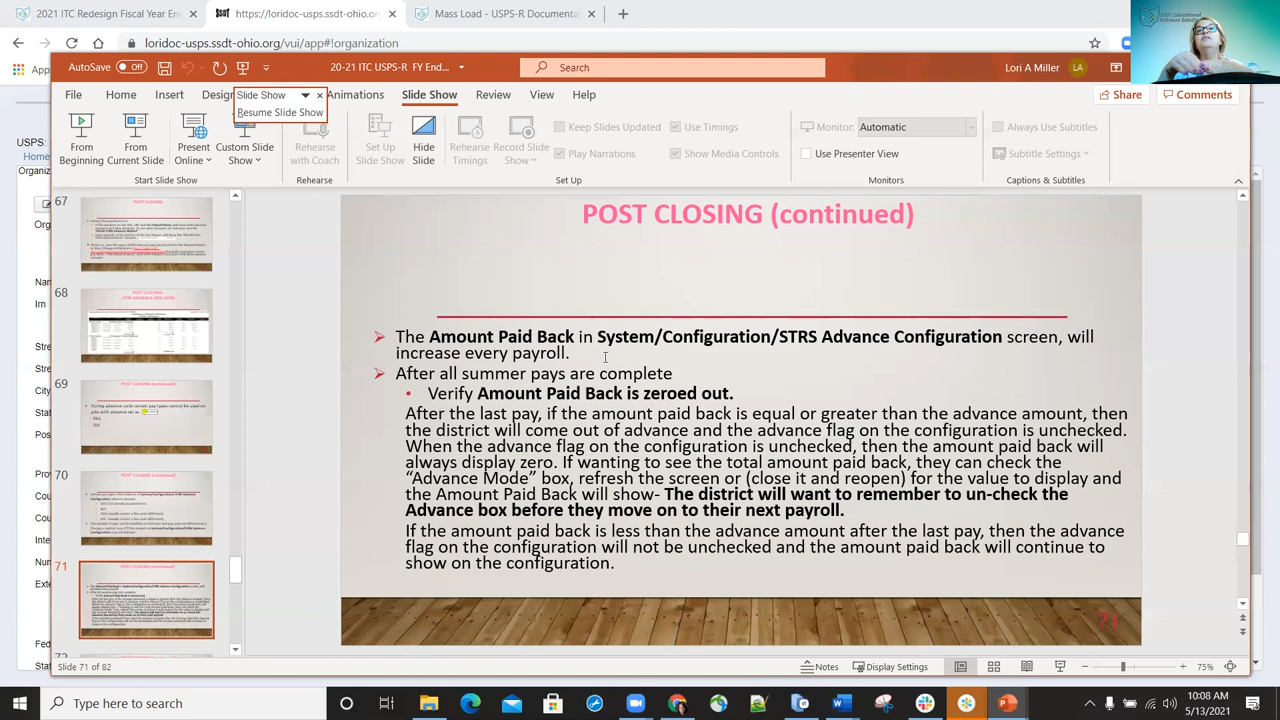 2021 ITC Redesign Fiscal Year En
https://loridoc-vui.ssdt-ohio.org
Mass Load - USPS-R Documentati
loridoc-vui.ssdt-ohio.org/vui/app#!organization
AutoSave Off
20-21 ITC USPS-R FY End...
Search
Lori A Miller
LA
File
Home
Insert
Design
Slide Show
Resume Slide Show
Animations
Slide Show
Review
View
Help
Share
Comments
From Beginning
From Current Slide
Present Online
Custom Slide Show
Rehearse with Coach
Set Up Slide Show
Hide Slide
Rehearse Timings
Record Slide Show
Keep Slides Updated
Play Narrations
Use Timings
Show Media Controls
Monitor: Automatic
Use Presenter View
Always Use Subtitles
Subtitle Settings
Start Slide Show
Rehearse
Set Up
Monitors
Captions & Subtitles
USPS:
Home
Organiz
67
68
69
70
71
72
POST CLOSING (continued)
The Amount Paid Back in System/Configuration/STRS Advance Configuration screen, will
increase every payroll.
After all summer pays are complete
Verify Amount paid Back is zeroed out.
After the last pay, if the amount paid back is equal or greater than the advance amount, then
the district will come out of advance and the advance flag on the configuration is unchecked.
When the advance flag on the configuration is unchecked, then the amount paid back will
always display zero. If wanting to see the total amount paid back, they can check the
“Advance Mode” box, refresh the screen or (close it and reopen) for the value to display and
the Amount Paid Back will show- The district will want to remember to uncheck the
Advance box before they move on to their next payroll.
If the amount paid back is less than the advance amount after the last pay, then the advance
flag on the configuration will not be unchecked and the amount paid back will continue to
show on the configuration.
71
Slide 71 of 82
Notes
Display Settings
75%
Type here to search
10:08 AM
5/13/2021